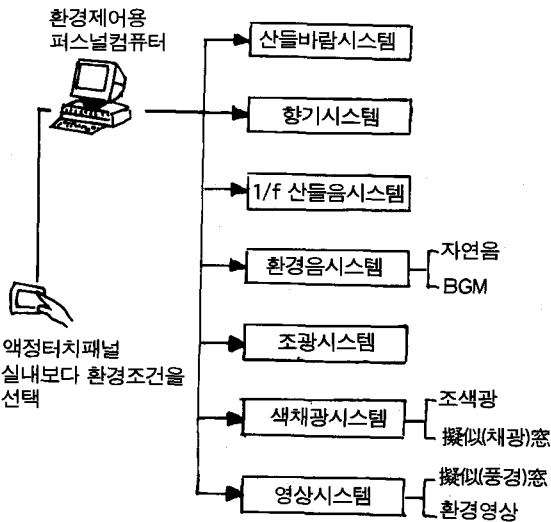 환경제어용
퍼스널컴퓨터
산들바람시스템
향기시스템
1/f 산들음시스템
환경음시스템
자연음
BGM
액정터치패널
실내보다 환경조건을
선택
조광시스템
색채광시스템
조색광
擬似(채광)窓
영상시스템
擬似(풍경)窓
환경영상